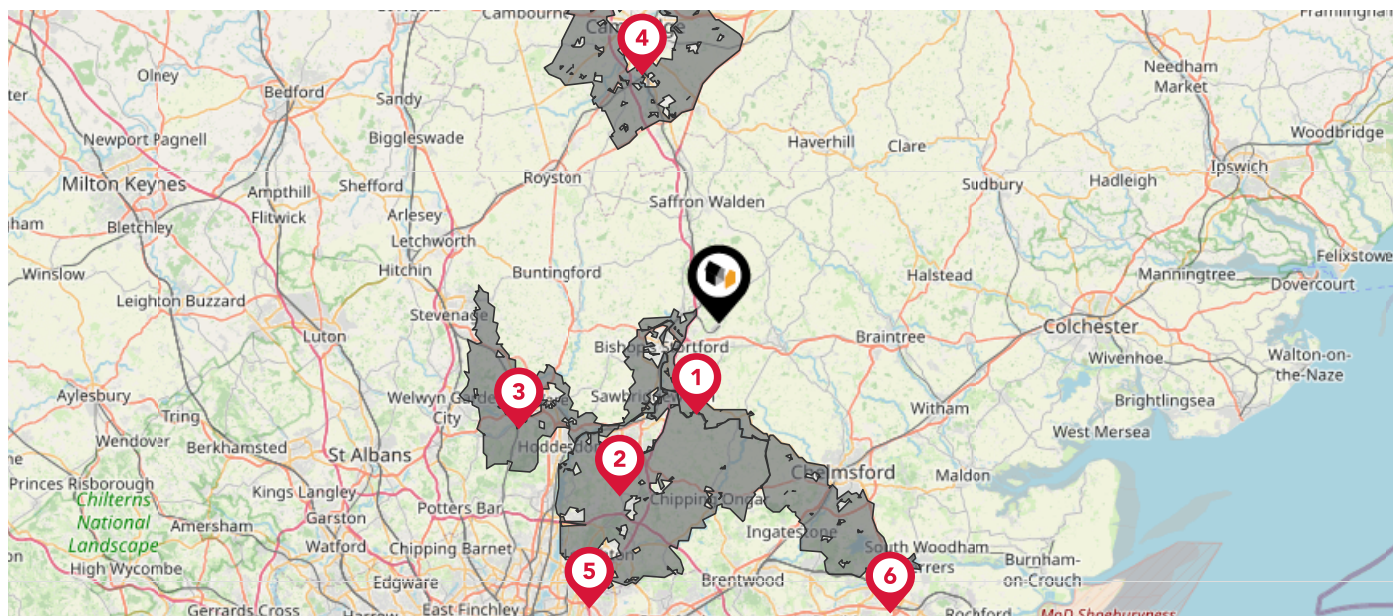 Cambourne
Framlingham
4
Olney
Needham
Market
Bedford
Sandy
Newport Pagnell
Biggleswade
Haverhill
Clare
Woodbridge
Milton Keynes
Ampthill
Shefford
Royston
Sudbury
Hadleigh
Ipswich
Bletchley
Flitwick
Arlesey
Saffron Walden
Letchworth
Felixstowe
Winslow
Hitchin
Buntingford
Halstead
Manningtree
Dovercourt
Leighton Buzzard
Stevenage
Luton
Braintree
Colchester
Bishop's Stortford
Wivenhoe
Walton-on-
the-Naze
Aylesbury
3
1
Welwyn Garden
City
Sawbridgeworth
Witham
Brightlingsea
Tring
Wendover
Berkhamsted
St Albans
Hoddesdon
2
West Mersea
Chelmsford
Maldon
Princes Risborough
Chilterns
National
Landscape
Kings Langley
Chipping Ongar
Amersham
Garston
Potters Bar
Ingatestone
Watford
Chipping Barnet
South Woodham
Ferrers
Burnham-
on-Crouch
High Wycombe
Edgware
5
Brentwood
6
Gerrards Cross
Harrow
East Finchley
Rochford
MoD Shoeburyness